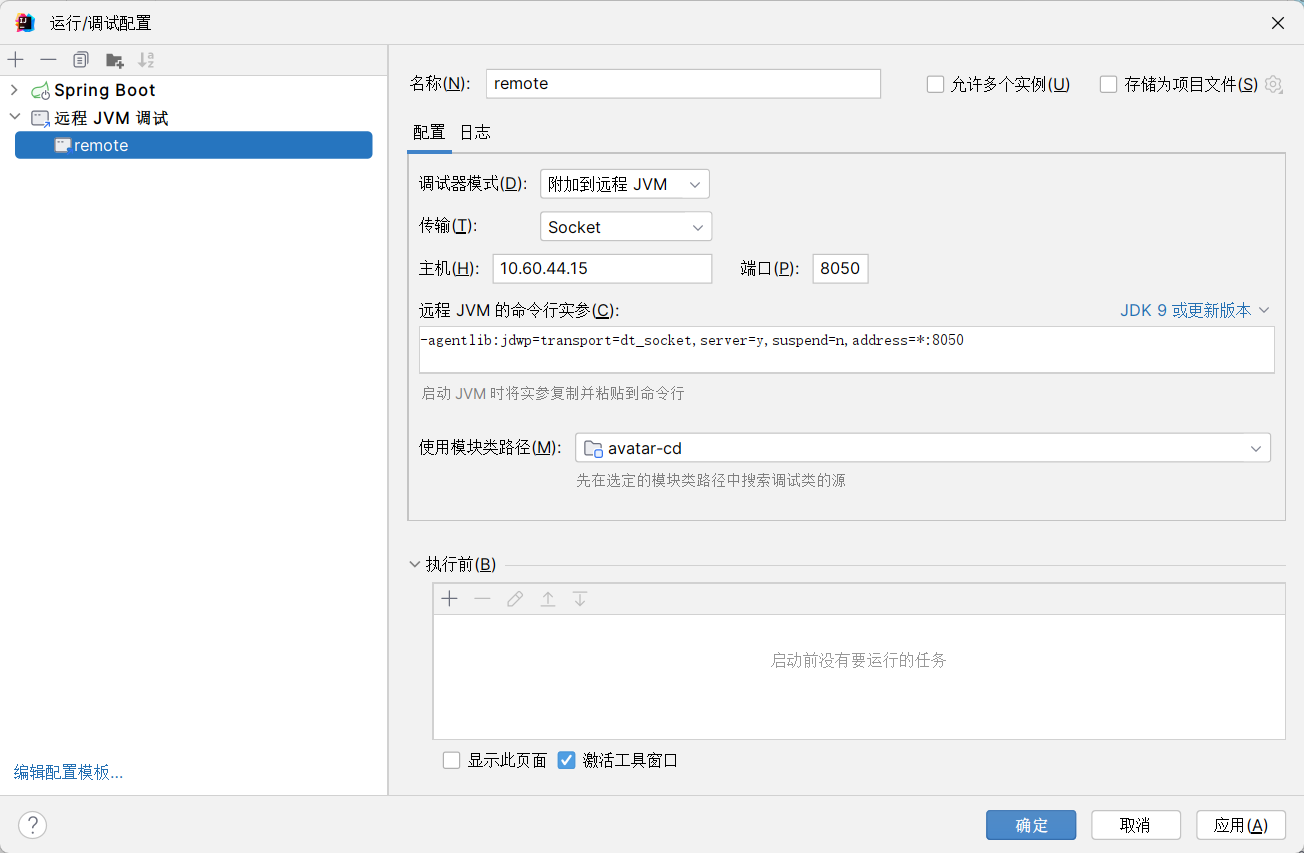 运行/调试配置
Spring Boot
远程 JVM 调试
remote
编辑配置模板...
名称(N): remote 允许多个实例(U) 存储为项目文件(S)
配置 日志
调试器模式(D): 附加到远程 JVM
传输(T): Socket
主机(H): 10.60.44.15 端口(P): 8050
远程 JVM 的命令行实参(C): JDK 9 或更新版本
-agentlib:jdwp=transport=dt_socket,server=y,suspend=n,address=*:8050
启动 JVM 时将实参复制并粘贴到命令行
使用模块类路径(M): avatar-cd
先在选定的模块类路径中搜索调试类的源
执行前(B)
启动前没有要运行的任务
显示此页面 激活工具窗口
? 确定 取消 应用(A)